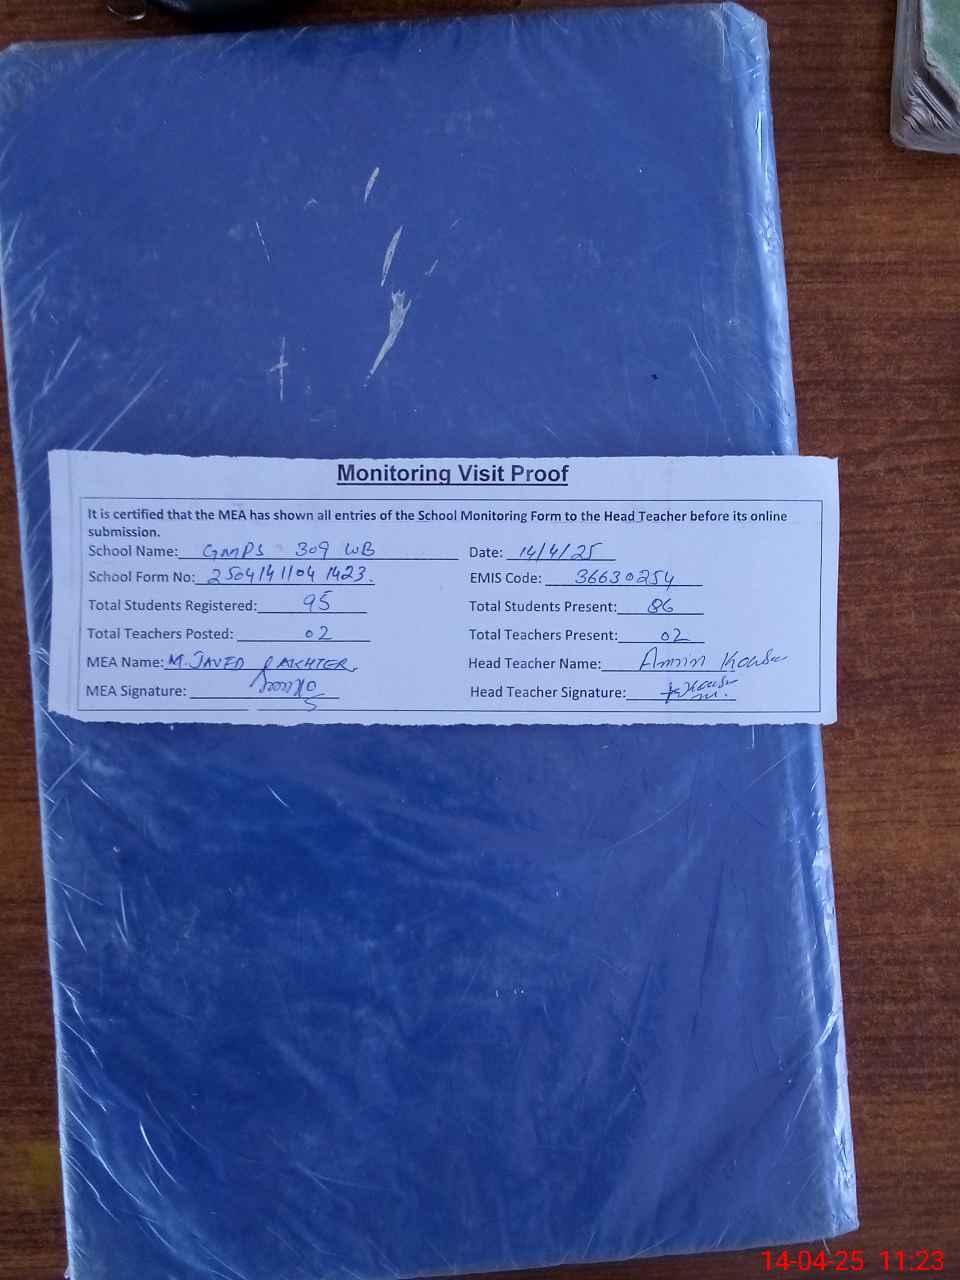 Monitoring Visit Proof
It is certified that the MEA has shown all entries of the School Monitoring Form to the Head Teacher before its online
submission.
School Name: GMPS 309 WB Date: 14/4/25
School Form No: 25041411041423. EMIS Code: 36630254
Total Students Registered: 95 Total Students Present: 86
Total Teachers Posted: 02 Total Teachers Present: 02
MEA Name: M. JAVED AKHTER. Head Teacher Name: Kousar
MEA Signature: Head Teacher Signature:
14-04-25 11:23